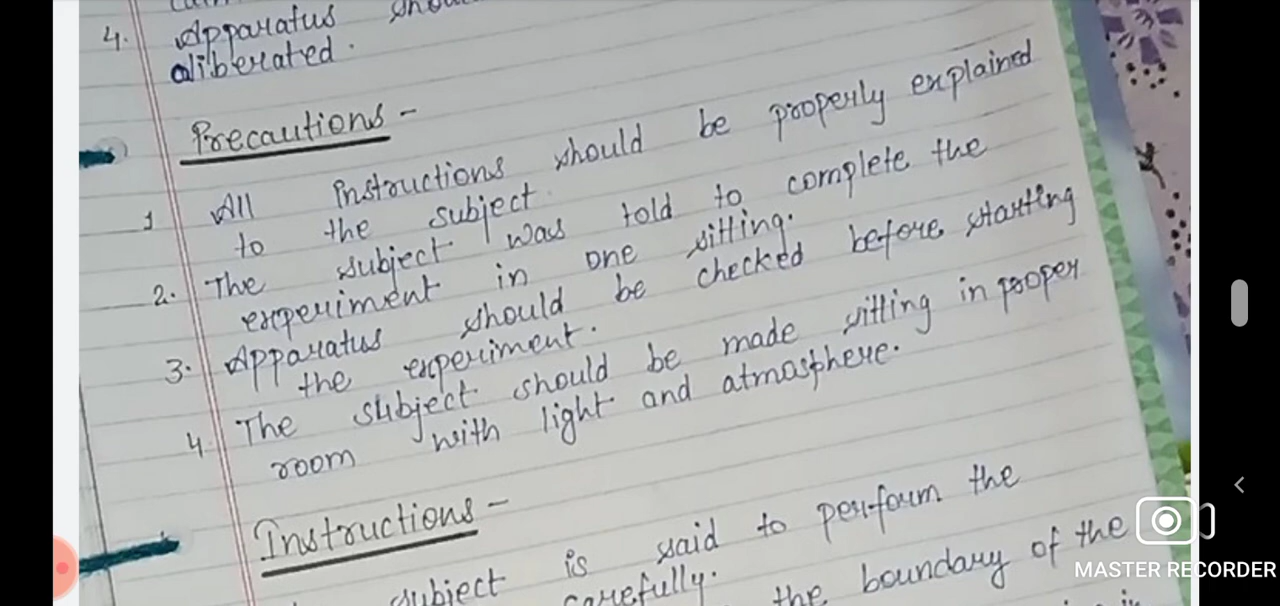 4. Apparatus
aliberated.
Precautions -
1 All instructions should be properly explained
to the subject.
2. The subject was told to complete the
experiment in one sitting.
3. Apparatus should be checked before starting
the experiment.
4. The subject should be made sitting in proper
room with light and atmosphere.
Instructions -
subject is said to perform the
carefully.
the boundary of the
MASTER RECORDER